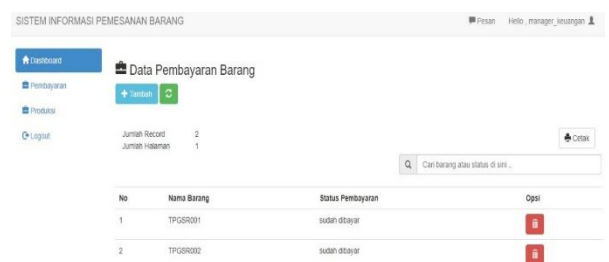 SISTEM INFORMASI PEMESANAN BARANG
Pesan Hello , manager_keuangan
Dashboard
Pembayaran
Produksi
Logout
Data Pembayaran Barang
Tambah
Jumlah Record 2
Jumlah Halaman 1
Cetak
Cari barang atau status di sini ..
No Nama Barang Status Pembayaran Opsi
1 TPGSR001 sudah dibayar
2 TPGSR002 sudah dibayar